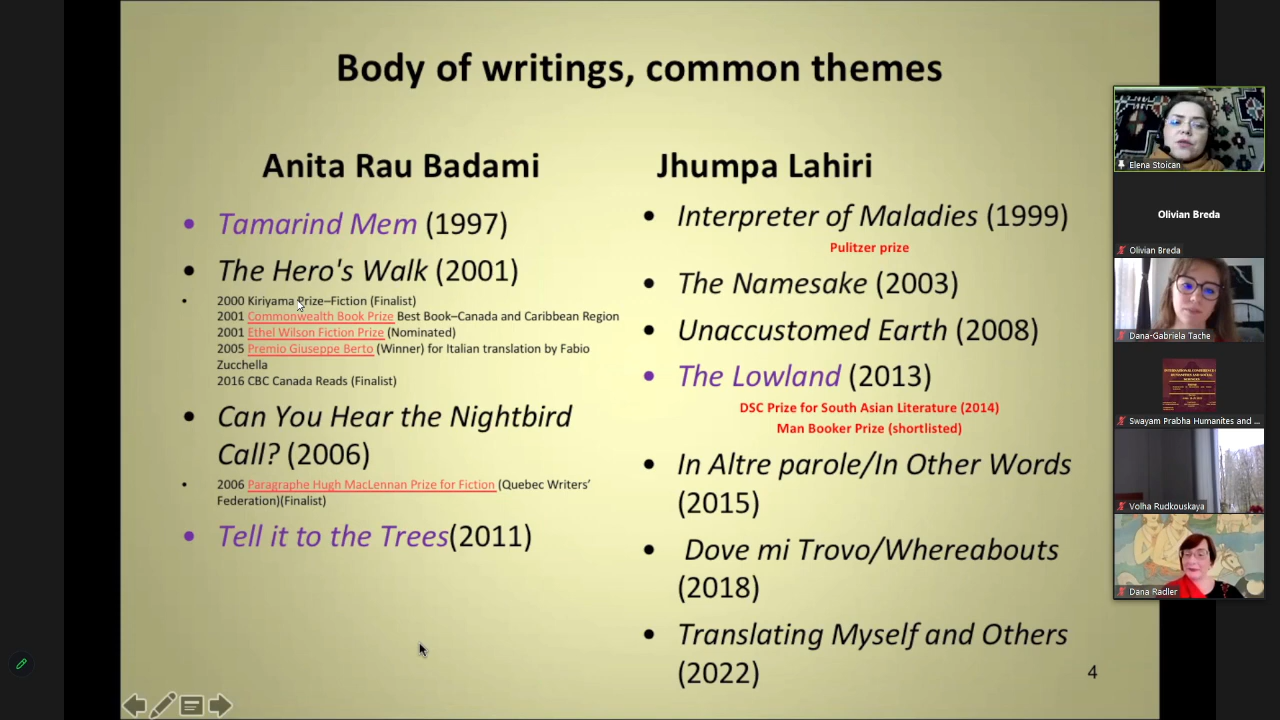 Body of writings, common themes
Anita Rau Badami
Tamarind Mem (1997)
The Hero's Walk (2001)
2000 Kiriyama Prize–Fiction (Finalist)
2001 Commonwealth Book Prize Best Book–Canada and Caribbean Region
2001 Ethel Wilson Fiction Prize (Nominated)
2005 Premio Giuseppe Berto (Winner) for Italian translation by Fabio
Zucchella
2016 CBC Canada Reads (Finalist)
Can You Hear the Nightbird
Call? (2006)
2006 Paragraphe Hugh MacLennan Prize for Fiction (Quebec Writers'
Federation)(Finalist)
Tell it to the Trees(2011)
Jhumpa Lahiri
Interpreter of Maladies (1999)
Pulitzer prize
The Namesake (2003)
Unaccustomed Earth (2008)
The Lowland (2013)
DSC Prize for South Asian Literature (2014)
Man Booker Prize (shortlisted)
In Altre parole/In Other Words
(2015)
Dove mi Trovo/Whereabouts
(2018)
Translating Myself and Others
(2022)
4
Elena Stoican
Olivian Breda
Olivian Breda
Dana-Gabriela Tache
INTERNATIONAL CONFERENCE
Swayam Prabha Humanites and ...
Volha Rudkouskaya
Dana Radler